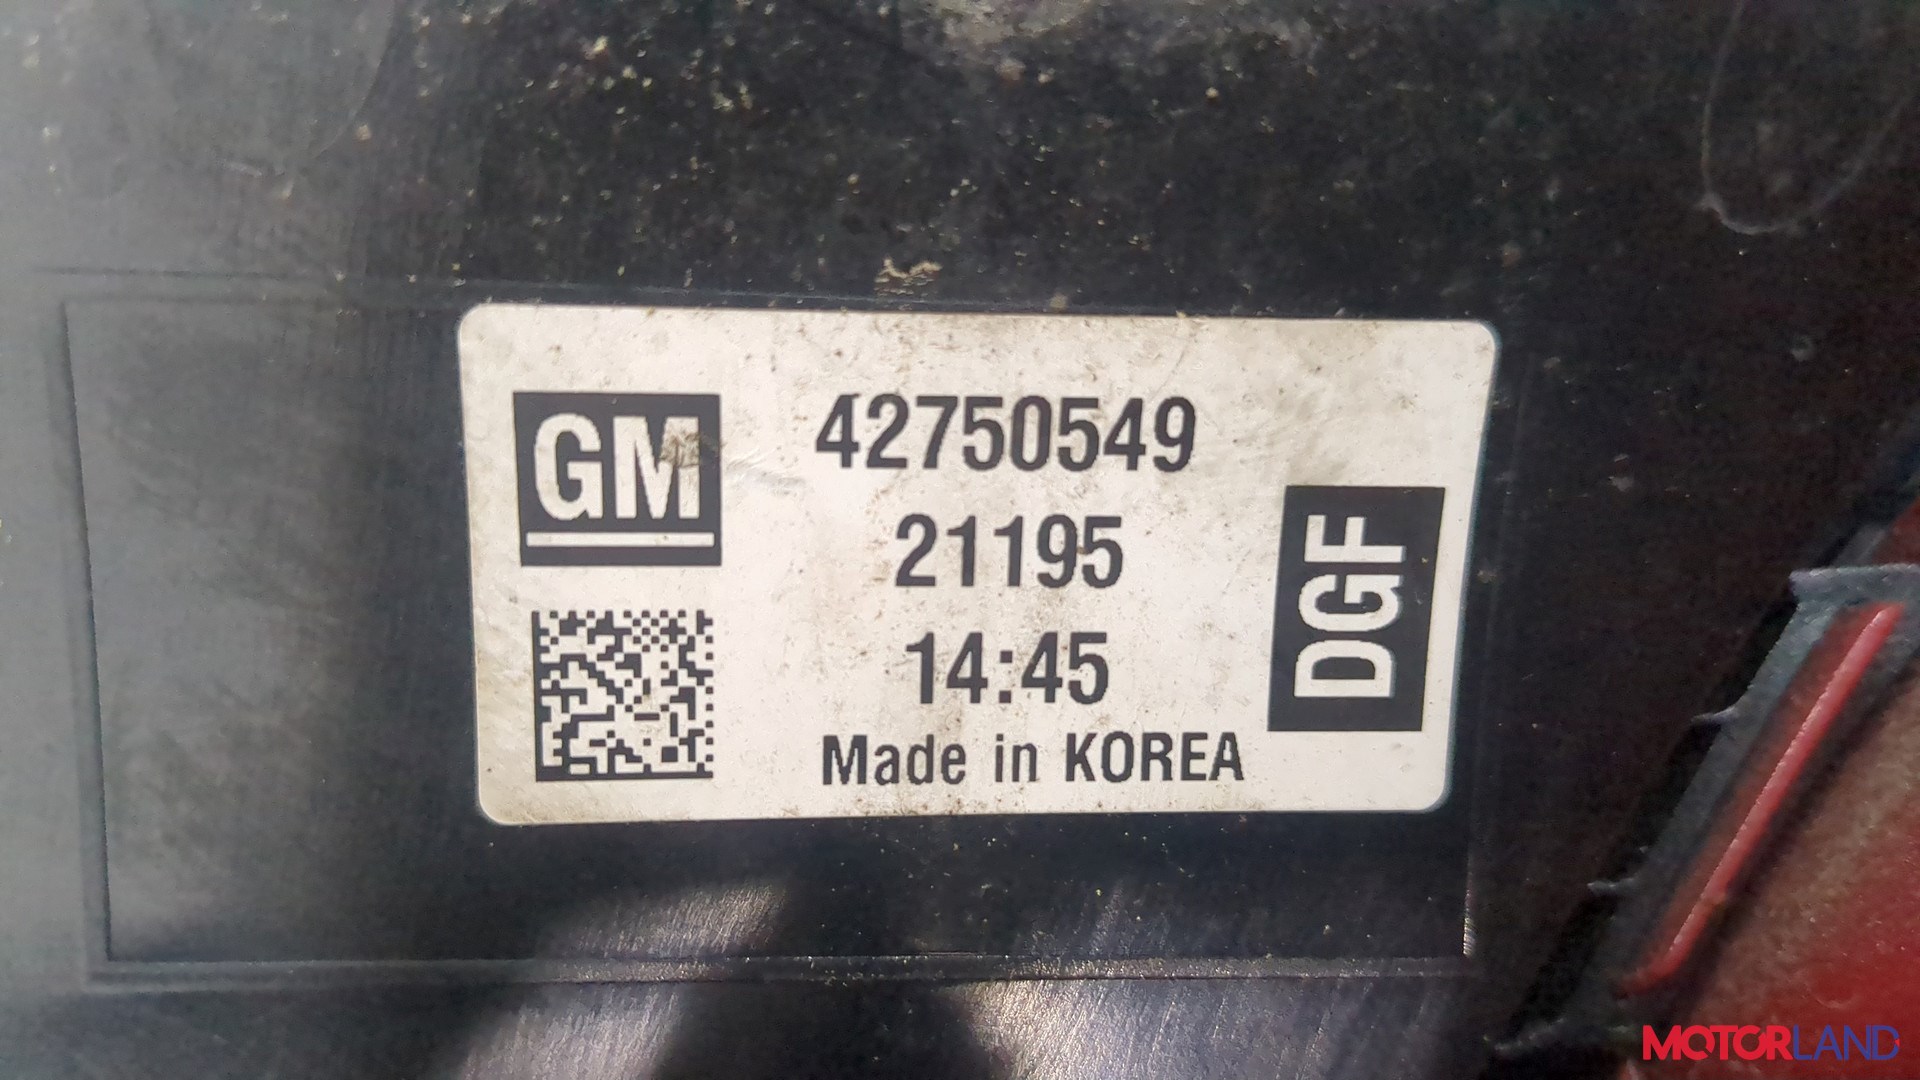 GM
42750549
21195
14:45
Made in KOREA
DGF
MOTORLAND